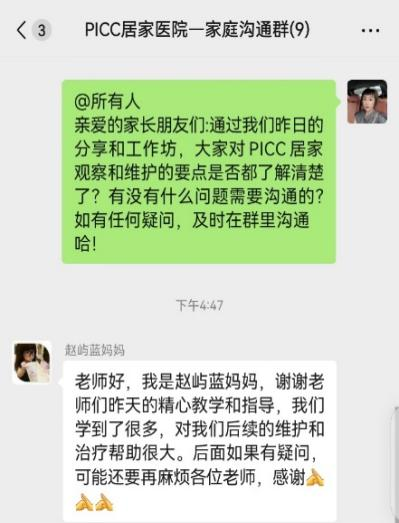 3
PICC居家医院一家庭沟通群(9)
@所有人
亲爱的家长朋友们:通过我们昨日的
分享和工作坊，大家对PICC居家
观察和维护的要点是否都了解清楚
了？有没有什么问题需要沟通的？
如有任何疑问，及时在群里沟通
哈！
下午4:47
赵屿蓝妈妈
老师好，我是赵屿蓝妈妈，谢谢老
师们昨天的精心教学和指导，我们
学到了很多，对我们后续的维护和
治疗帮助很大。后面如果有疑问，
可能还要再麻烦各位老师，感谢🙏
🙏🙏